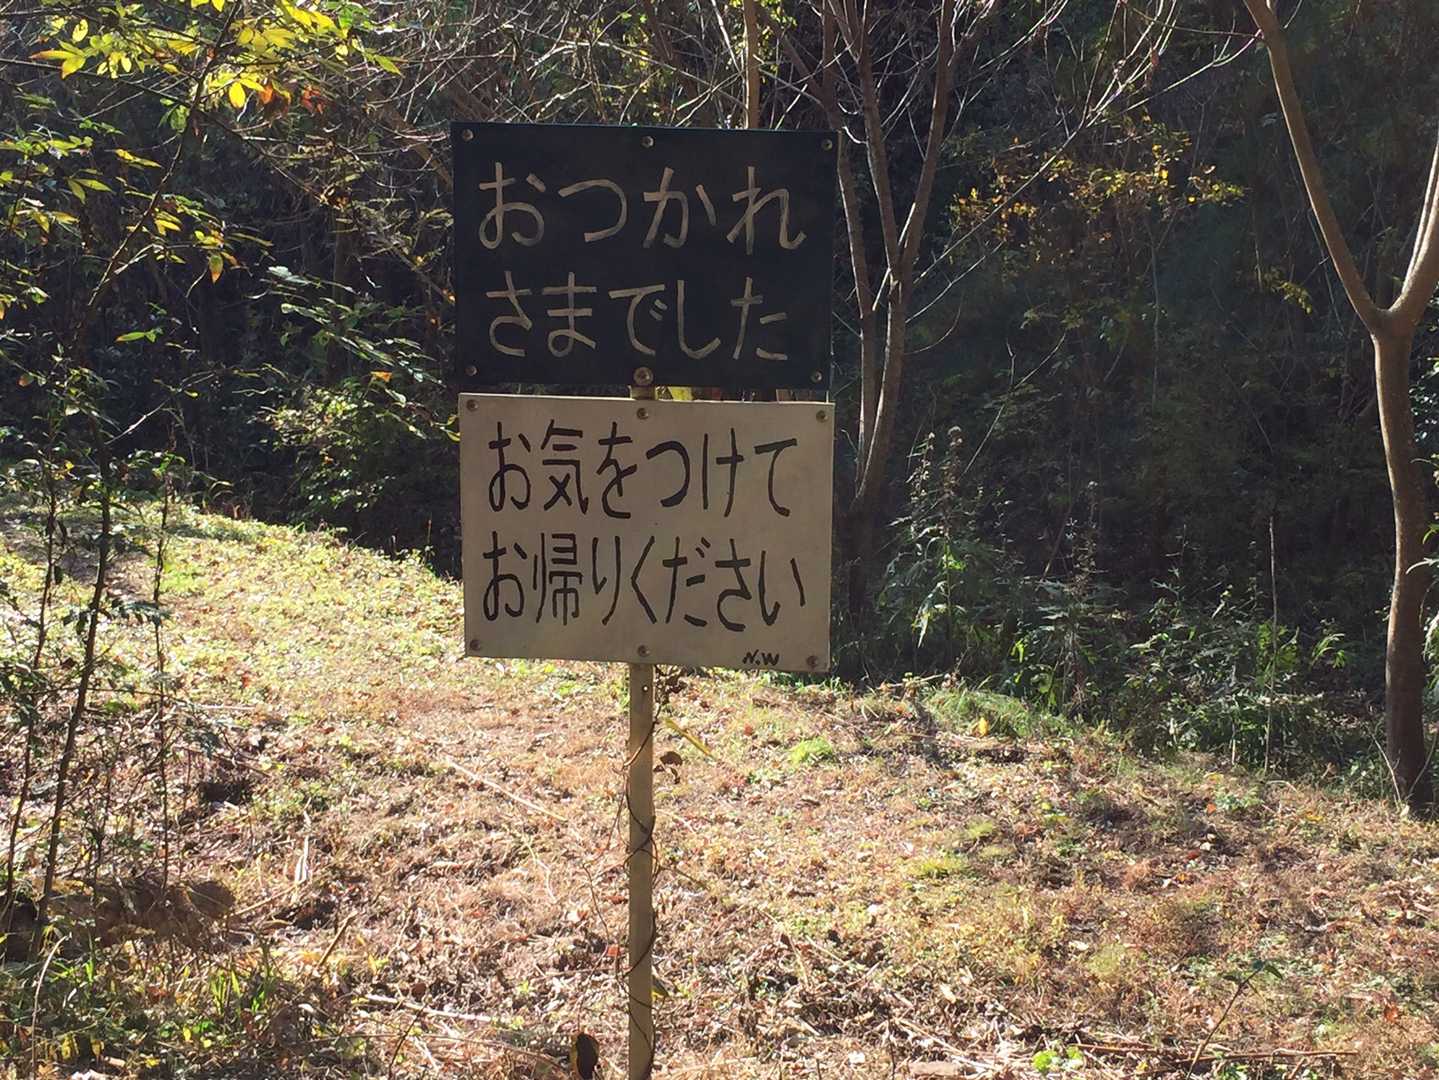 おつかれ
さまでした
お気をつけて
お帰りください
N.W